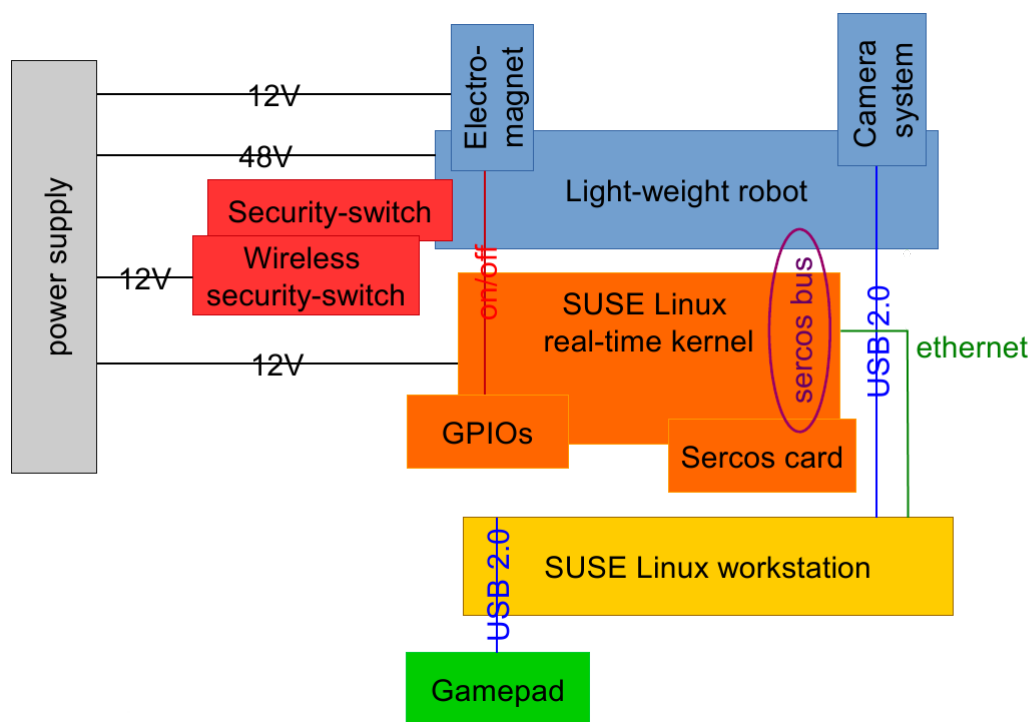 Electro-
magnet
Camera
system
12V
48V
Light-weight robot
power supply
Security-switch
Wireless
security-switch
12V
on/off
SUSE Linux
real-time kernel
sercos bus
USB 2.0
ethernet
12V
GPIOs
Sercos card
SUSE Linux workstation
USB 2.0
Gamepad